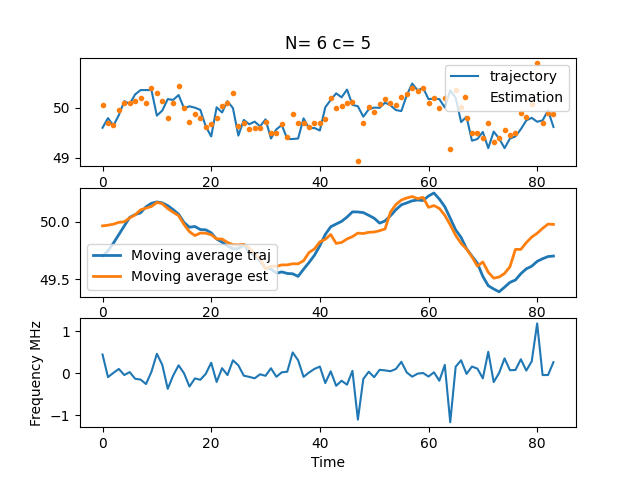 N= 6 c= 5
trajectory
Estimation
50
49
0 20 40 60 80
50.0
49.5
Moving average traj
Moving average est
0 20 40 60 80
Frequency MHz
1
0
−1
0 20 40 60 80
Time